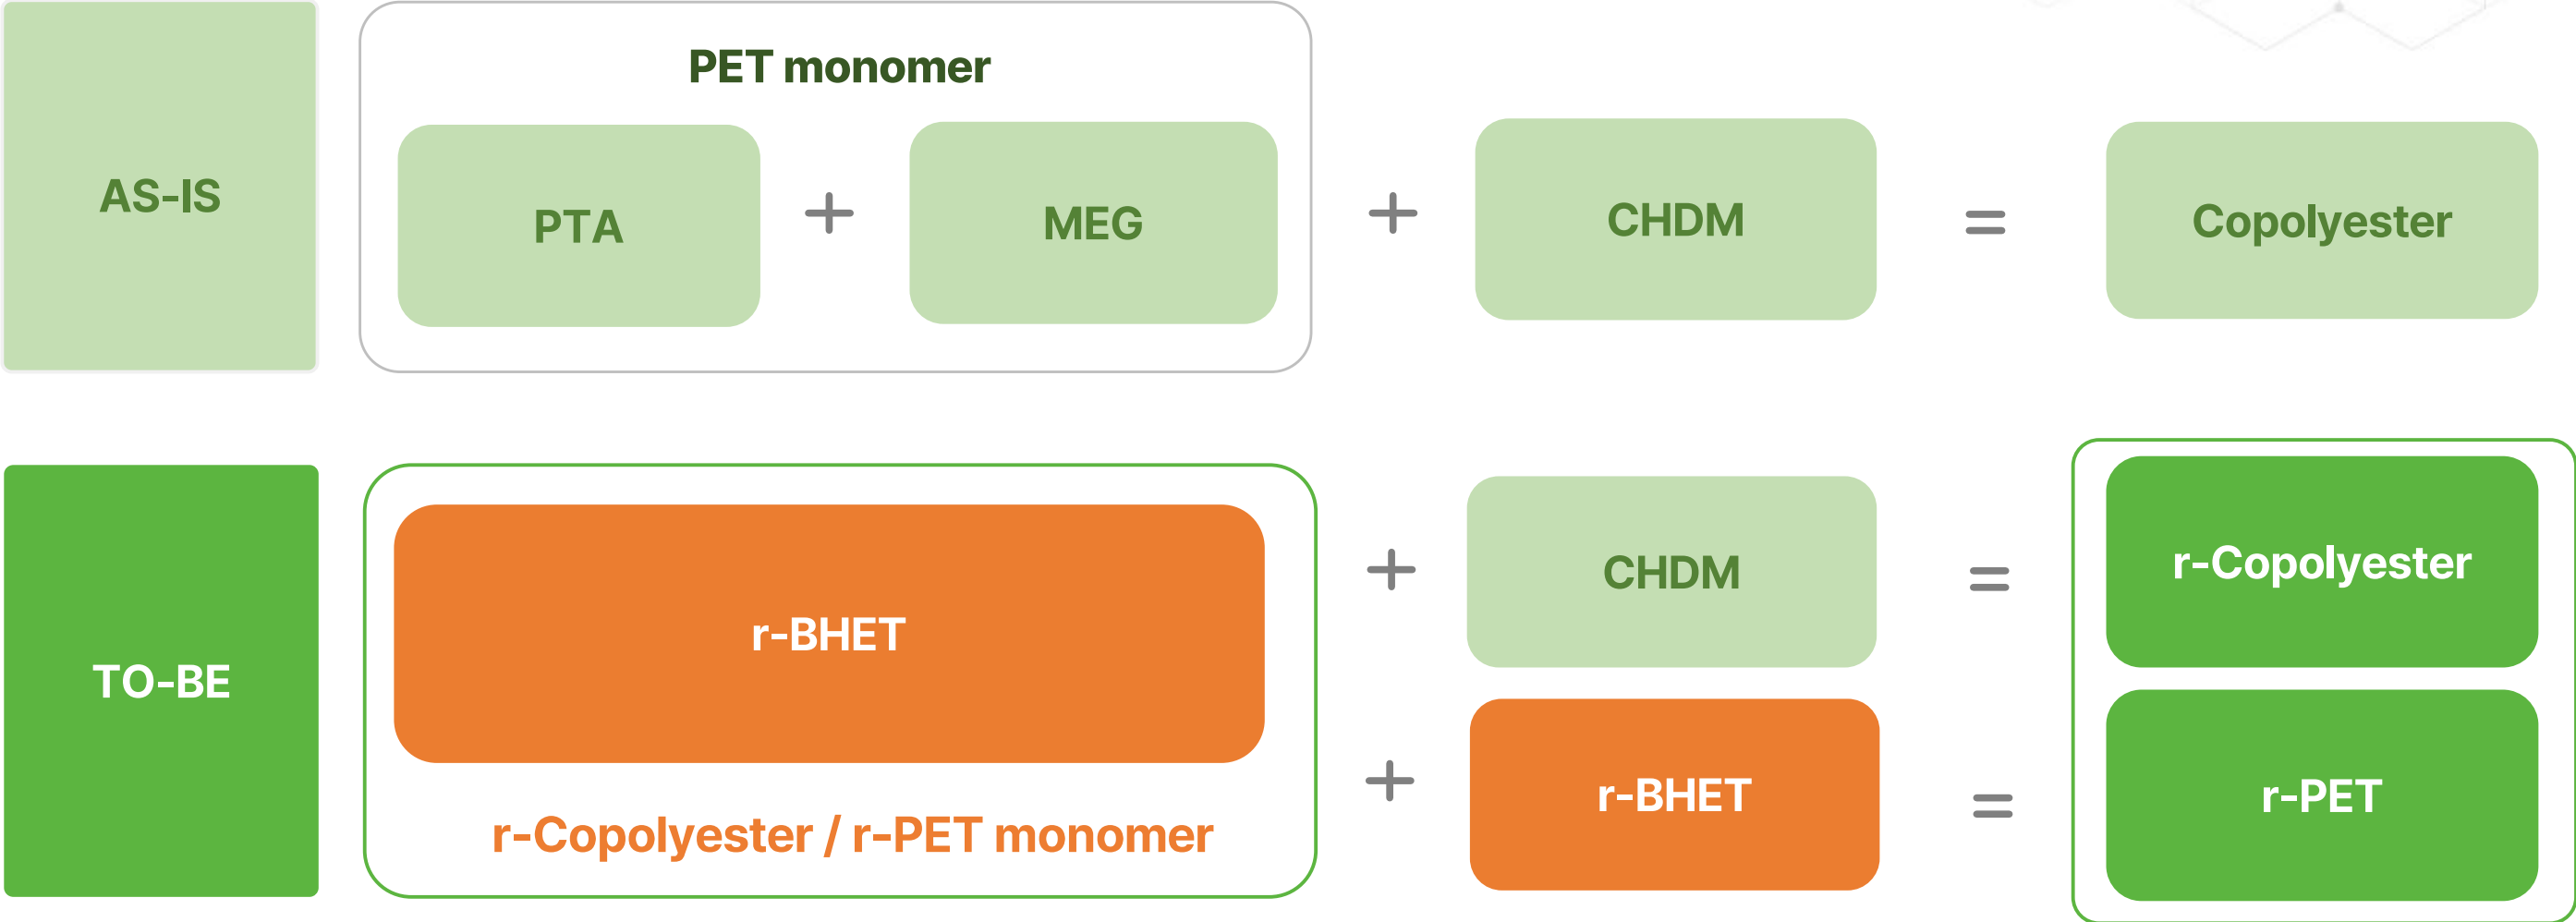 AS-IS
PET monomer
PTA
+
MEG
+
CHDM
=
Copolyester
TO-BE
r-BHET
r-Copolyester / r-PET monomer
+
CHDM
=
r-Copolyester
+
r-BHET
=
r-PET